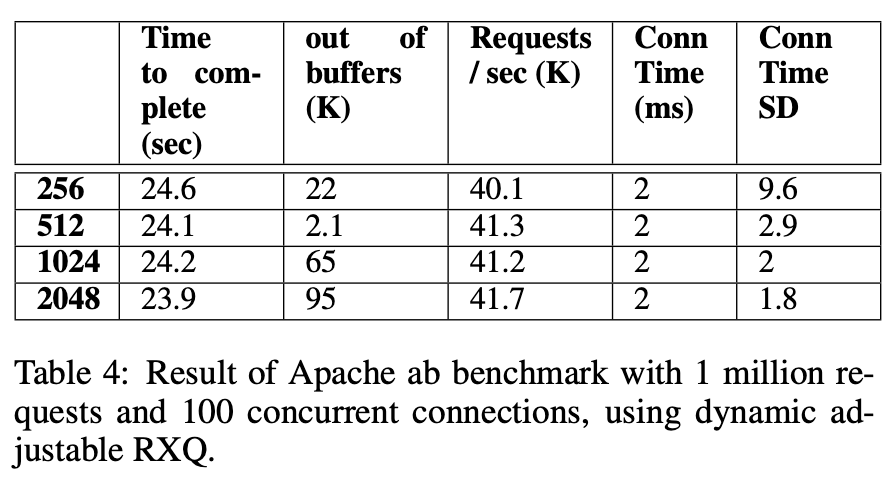 Time to com-plete (sec) | out of buffers (K) | Requests / sec (K) | Conn Time (ms) | Conn Time SD
256 24.6 22 40.1 2 9.6
512 24.1 2.1 41.3 2 2.9
1024 24.2 65 41.2 2 2
2048 23.9 95 41.7 2 1.8
Table 4: Result of Apache ab benchmark with 1 million re-
quests and 100 concurrent connections, using dynamic ad-
justable RXQ.